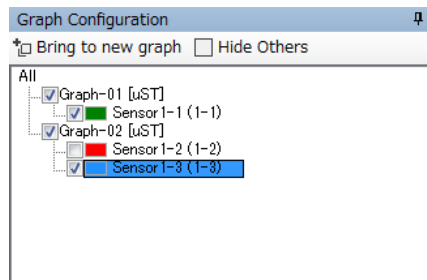 Graph Configuration
Bring to new graph Hide Others
All
Graph-01 [uST]
Sensor1-1 (1-1)
Graph-02 [uST]
Sensor1-2 (1-2)
Sensor1-3 (1-3)